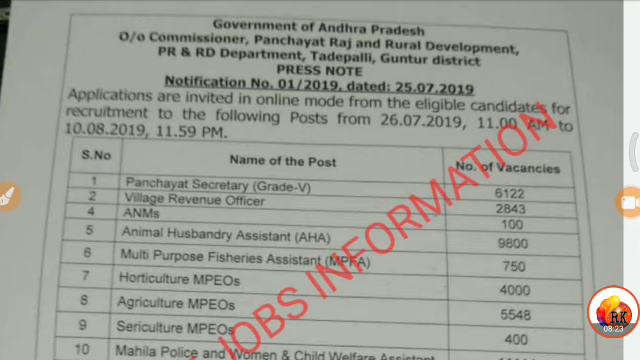 Government of Andhra Pradesh
O/o Commissioner, Panchayat Raj and Rural Development,
PR & RD Department, Tadepalli, Guntur district
PRESS NOTE
Notification No. 01/2019, dated: 25.07.2019
Applications are invited in online mode from the eligible candidates for
recruitment to the following Posts from 26.07.2019, 11.00 AM to
10.08.2019, 11.59 PM.
S.No Name of the Post No. of Vacancies
1 Panchayat Secretary (Grade-V) 6122
2 Village Revenue Officer 2843
4 ANMs 100
5 Animal Husbandry Assistant (AHA) 9800
6 Multi Purpose Fisheries Assistant (MPFA) 750
7 Horticulture MPEOs 4000
8 Agriculture MPEOs 5548
9 Sericulture MPEOs 400
10 Mahila Police and Women & Child Welfare Assistant
JOBS INFORMATION
RK
08:23